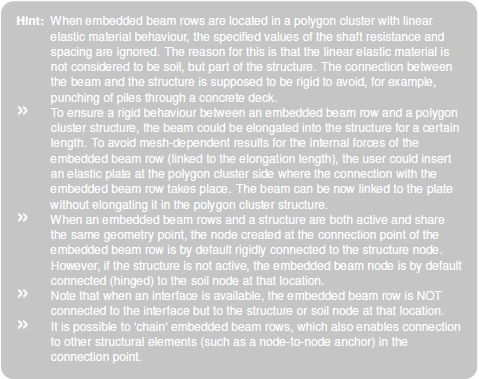 Hint: When embedded beam rows are located in a polygon cluster with linear
elastic material behaviour, the specified values of the shaft resistance and
spacing are ignored. The reason for this is that the linear elastic material is
not considered to be soil, but part of the structure. The connection between
the beam and the structure is supposed to be rigid to avoid, for example,
punching of piles through a concrete deck.
» To ensure a rigid behaviour between an embedded beam row and a polygon
cluster structure, the beam could be elongated into the structure for a certain
length. To avoid mesh-dependent results for the internal forces of the
embedded beam row (linked to the elongation length), the user could insert
an elastic plate at the polygon cluster side where the connection with the
embedded beam row takes place. The beam can be now linked to the plate
without elongating it in the polygon cluster structure.
» When an embedded beam rows and a structure are both active and share
the same geometry point, the node created at the connection point of the
embedded beam row is by default rigidly connected to the structure node.
However, if the structure is not active, the embedded beam node is by default
connected (hinged) to the soil node at that location.
» Note that when an interface is available, the embedded beam row is NOT
connected to the interface but to the structure or soil node at that location.
» It is possible to 'chain' embedded beam rows, which also enables connection
to other structural elements (such as a node-to-node anchor) in the
connection point.